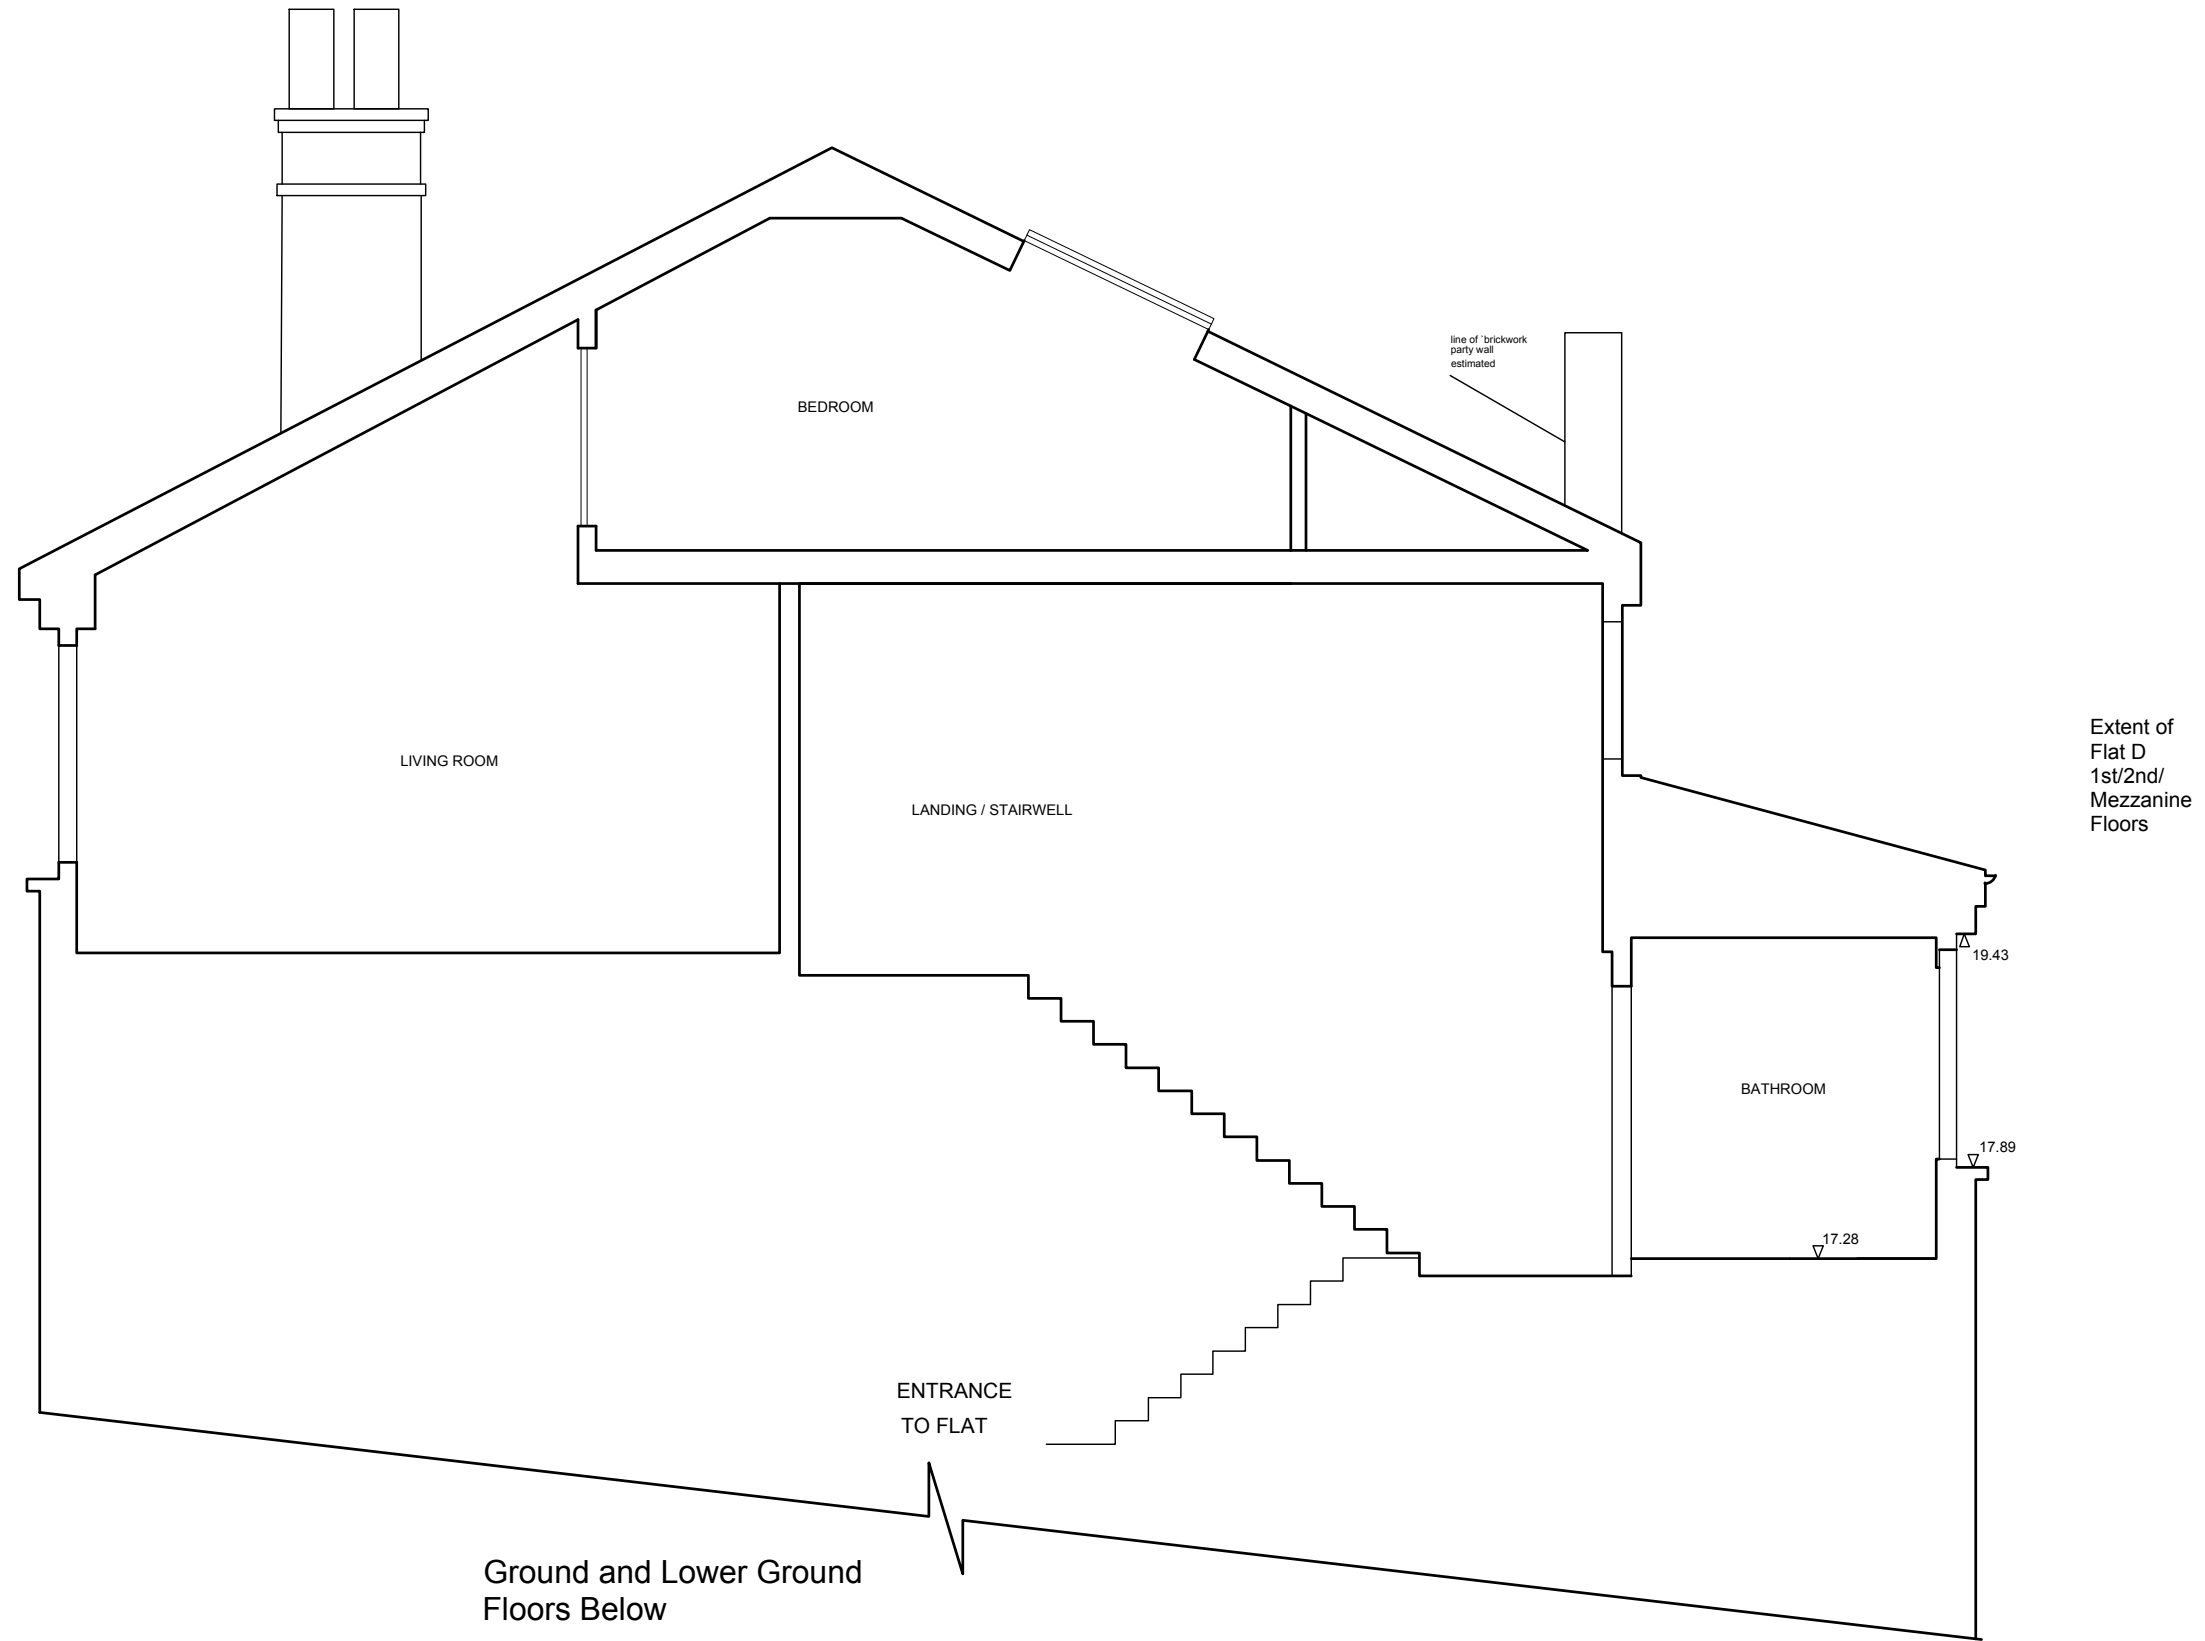 line of `brickwork
party wall
estimated
BEDROOM
Extent of
Flat D
1st/2nd/
Mezzanine
Floors
LIVING ROOM
LANDING / STAIRWELL
19.43
BATHROOM
17.89
17.28
ENTRANCE
TO FLAT
Ground and Lower Ground
Floors Below